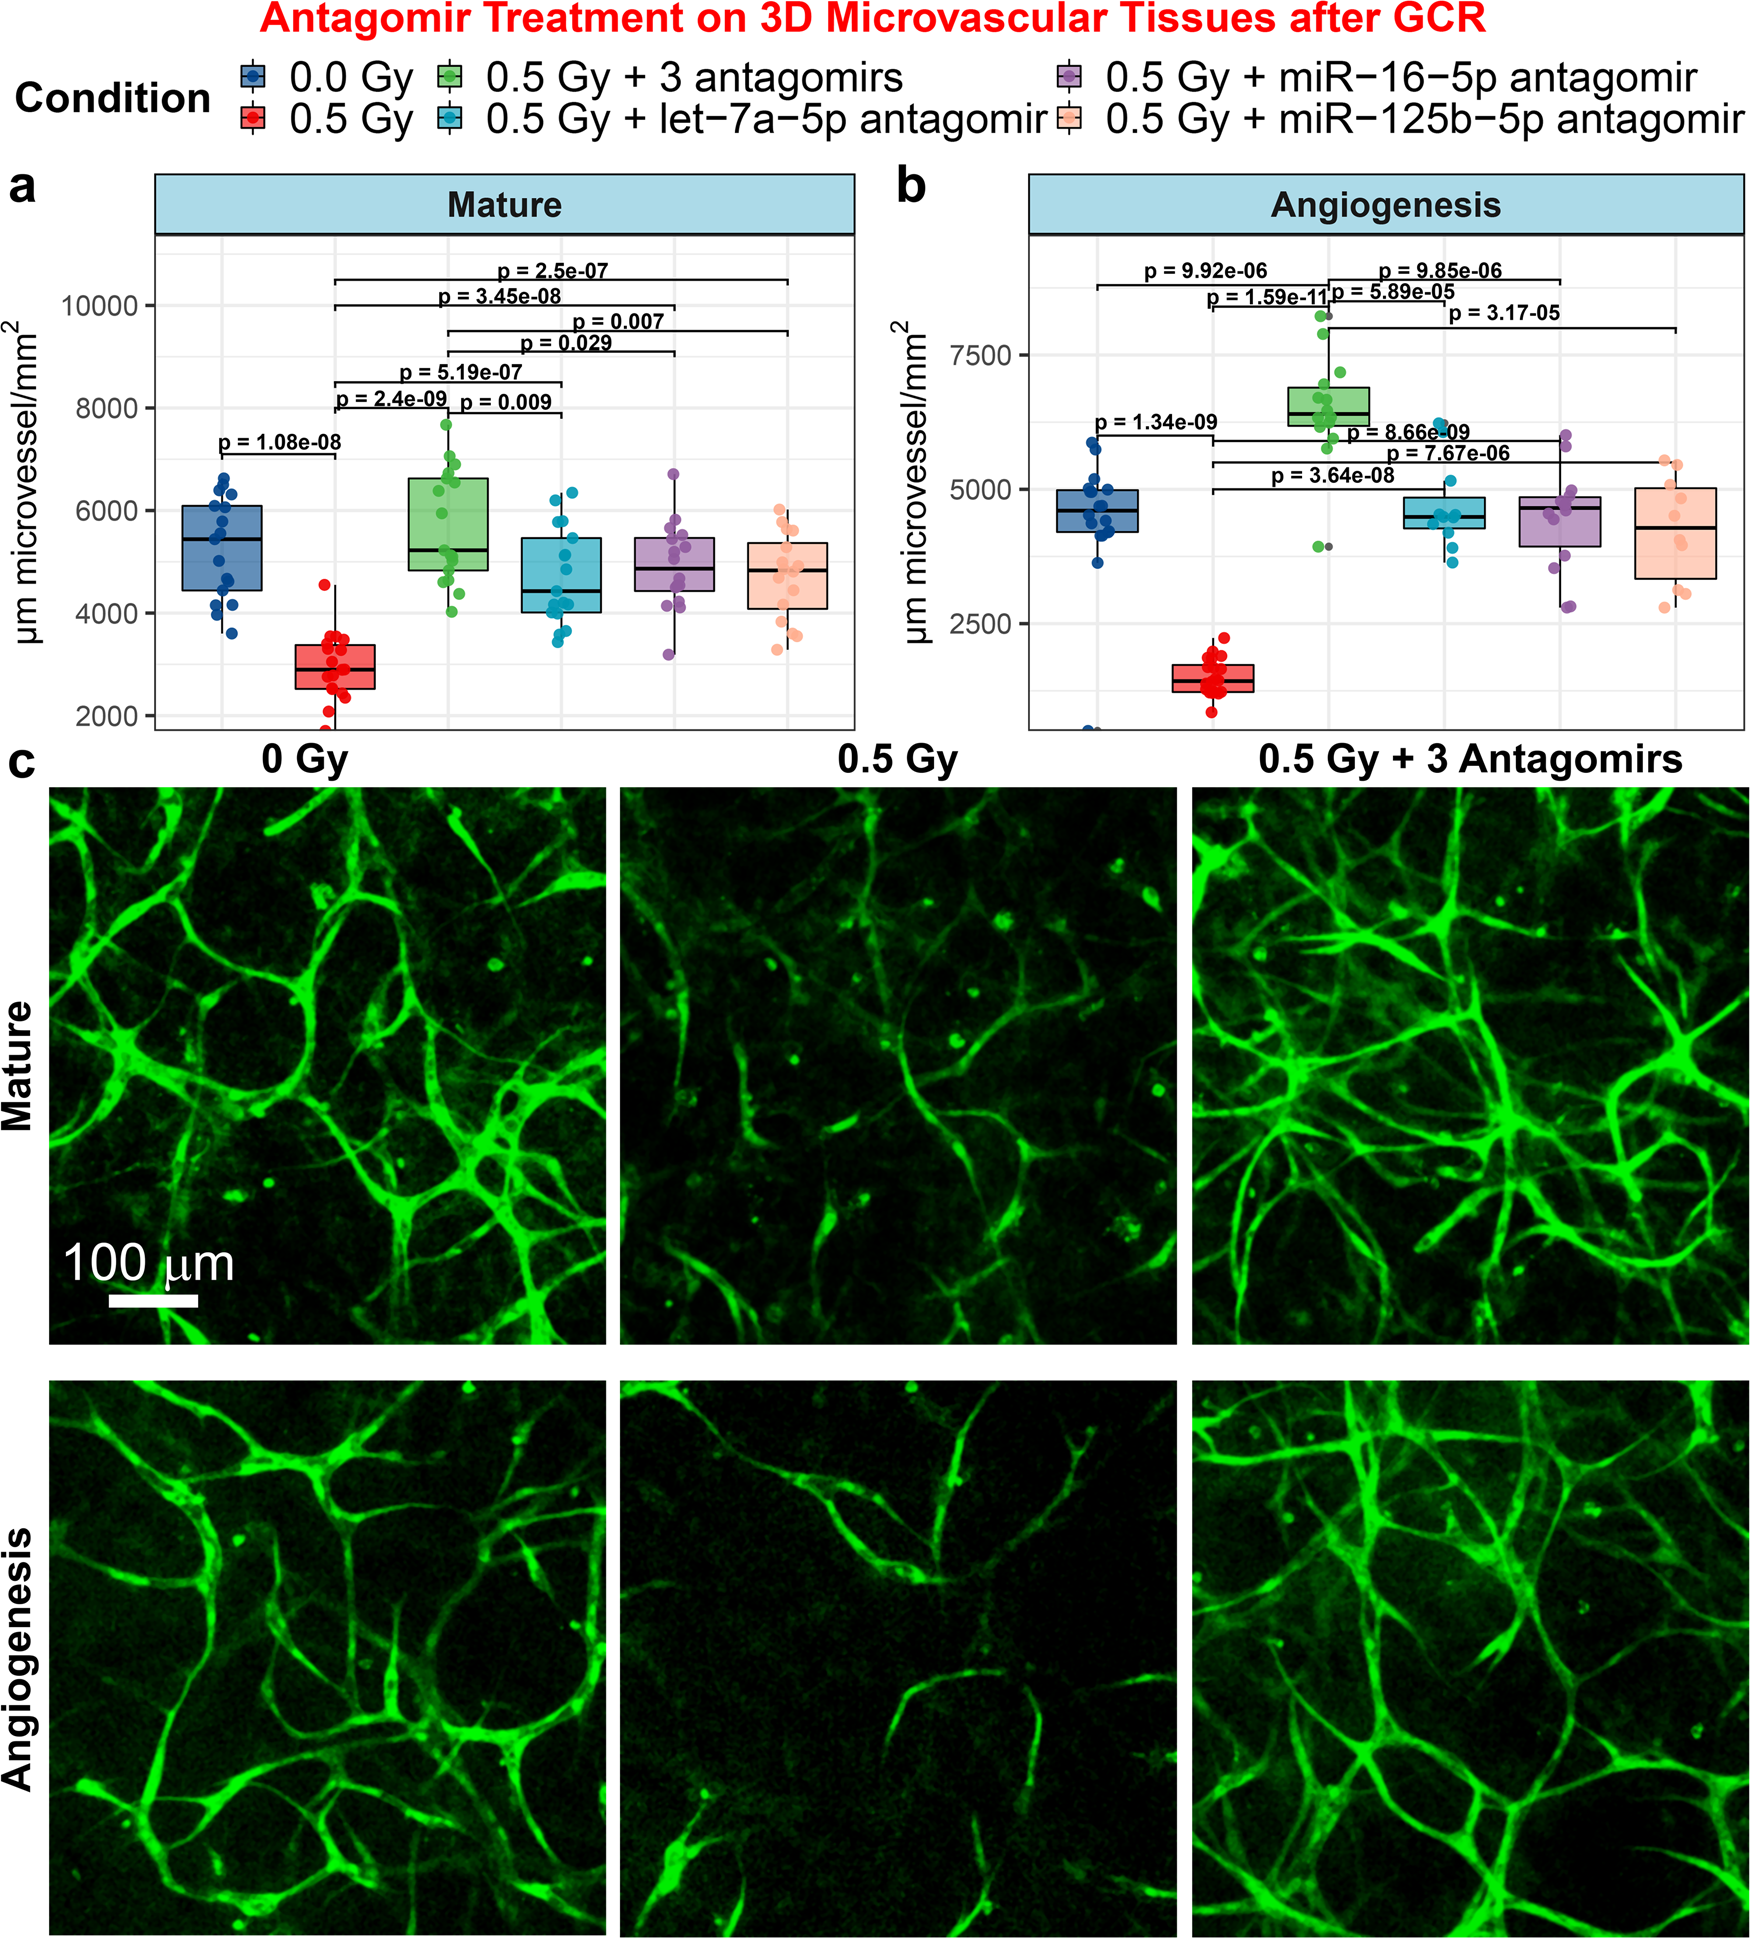 Antagomir Treatment on 3D Microvascular Tissues after GCR
Condition
0.0 Gy
0.5 Gy + 3 antagomirs
0.5 Gy + miR−16−5p antagomir
0.5 Gy
0.5 Gy + let−7a−5p antagomir
0.5 Gy + miR−125b−5p antagomir
a
Mature
µm microvessel/mm²
10000
8000
6000
4000
2000
p = 2.5e-07
p = 3.45e-08
p = 0.007
p = 0.029
p = 5.19e-07
p = 2.4e-09
p = 0.009
p = 1.08e-08
b
Angiogenesis
µm microvessel/mm²
7500
5000
2500
p = 9.92e-06
p = 9.85e-06
p = 1.59e-11
p = 5.89e-05
p = 3.17-05
p = 1.34e-09
p = 8.66e-09
p = 7.67e-06
p = 3.64e-08
c
0 Gy
0.5 Gy
0.5 Gy + 3 Antagomirs
Mature
100 µm
Angiogenesis